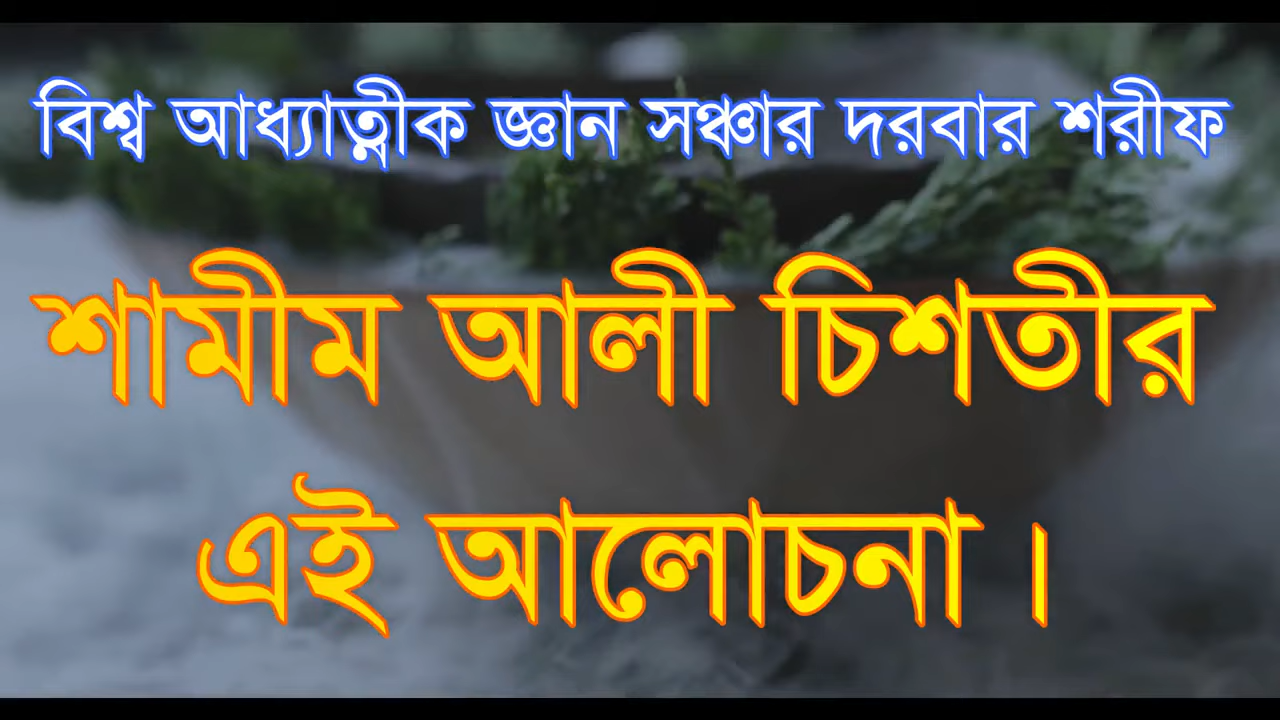 বিশ্ব আধ্যাত্নীক জ্ঞান সঞ্চার দরবার শরীফ
শামীম আলী চিশতীর
এই আলোচনা।